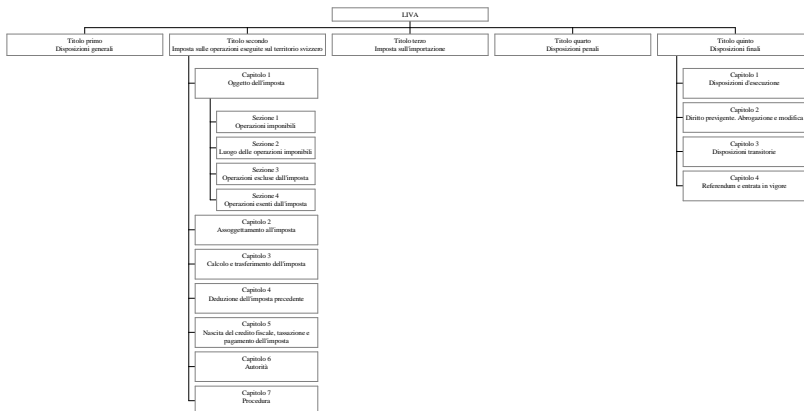 LIVA
Titolo primo
Disposizioni generali
Titolo secondo
Imposta sulle operazioni eseguite sul territorio svizzero
Titolo terzo
Imposta sull'importazione
Titolo quarto
Disposizioni penali
Titolo quinto
Disposizioni finali
Capitolo 1
Oggetto dell'imposta
Sezione 1
Operazioni imponibili
Sezione 2
Luogo delle operazioni imponibili
Sezione 3
Operazioni escluse dall'imposta
Sezione 4
Operazioni esenti dall'imposta
Capitolo 2
Assoggettamento all'imposta
Capitolo 3
Calcolo e trasferimento dell'imposta
Capitolo 4
Deduzione dell'imposta precedente
Capitolo 5
Nascita del credito fiscale, tassazione e
pagamento dell'imposta
Capitolo 6
Autorità
Capitolo 7
Procedura
Capitolo 1
Disposizioni d'esecuzione
Capitolo 2
Diritto previgente. Abrogazione e modifica
Capitolo 3
Disposizioni transitorie
Capitolo 4
Referendum e entrata in vigore